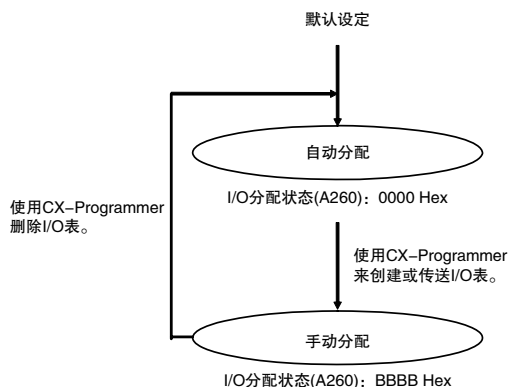 默认设定
自动分配
I/O分配状态(A260)：0000 Hex
使用CX–Programmer
删除I/O表。
使用CX–Programmer
来创建或传送I/O表。
手动分配
I/O分配状态(A260)：BBBB Hex